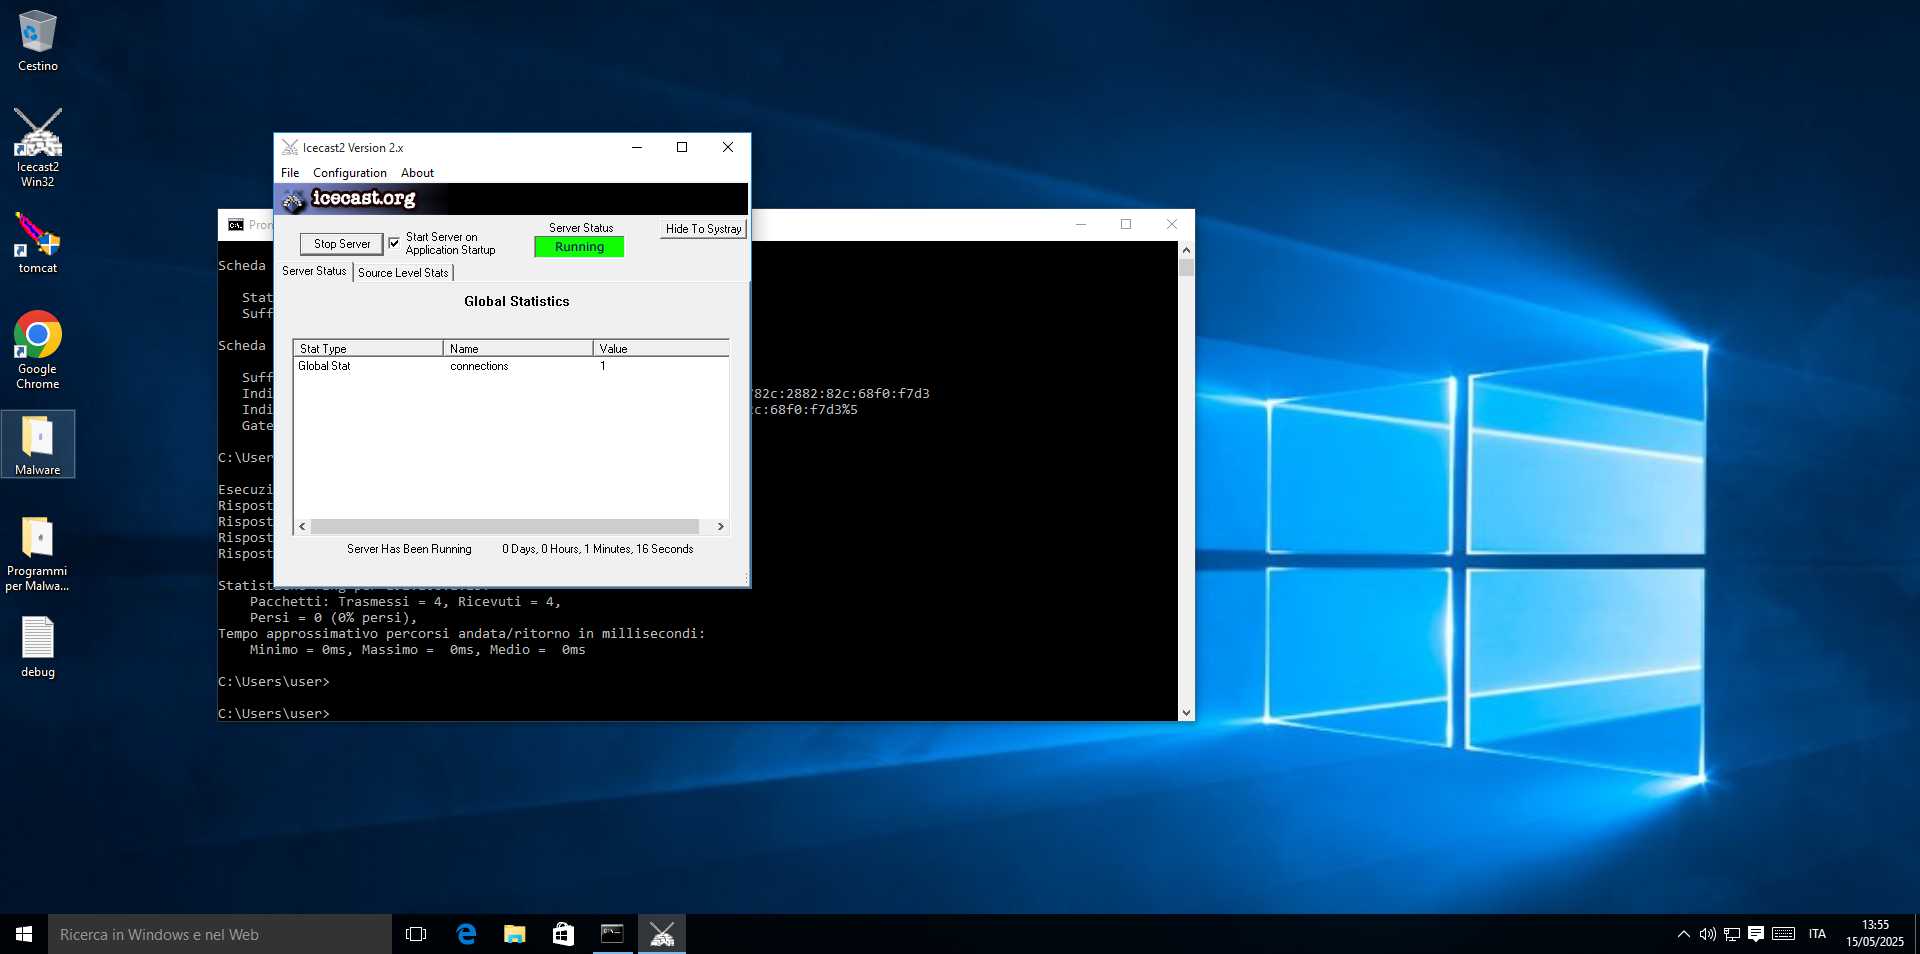 Cestino
Icecast2
Win32
tomcat
Google
Chrome
Malware
Programmi
per Malwa...
debug
Icecast2 Version 2.x
File Configuration About
icecast.org
Stop Server
Start Server on
Application Startup
Server Status
Running
Hide To Systray
Server Status Source Level Stats
Global Statistics
Stat Type Name Value
Global Stat connections 1
Server Has Been Running 0 Days, 0 Hours, 1 Minutes, 16 Seconds
Pron
Scheda
Stat
Suff
Scheda
Suff
Indi 82c:2882:82c:68f0:f7d3
Indi c:68f0:f7d3%5
Gate
C:\User
Esecuzi
Rispost
Rispost
Rispost
Rispost
Statist
Pacchetti: Trasmessi = 4, Ricevuti = 4,
Persi = 0 (0% persi),
Tempo approssimativo percorsi andata/ritorno in millisecondi:
Minimo = 0ms, Massimo = 0ms, Medio = 0ms
C:\Users\user>
C:\Users\user>
Ricerca in Windows e nel Web
ITA
13:55
15/05/2025